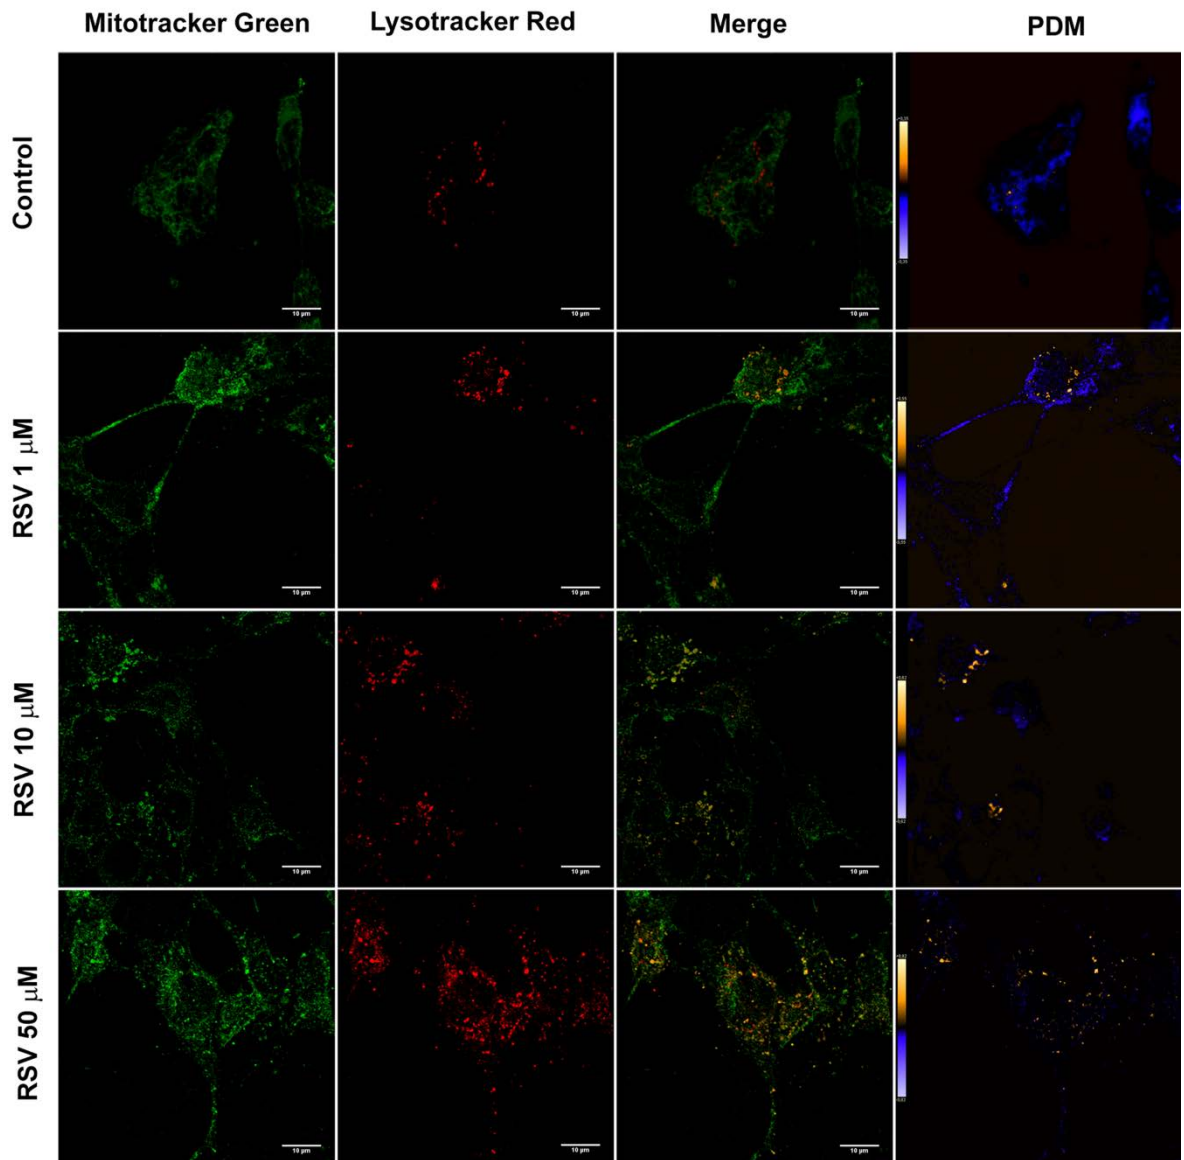 Mitotracker Green Lysotracker Red Merge PDM
Control
10 µm 10 µm 10 µm
RSV 1 μM
10 µm 10 µm 10 µm
RSV 10 μM
10 µm 10 µm 10 µm
RSV 50 μM
10 µm 10 µm 10 µm